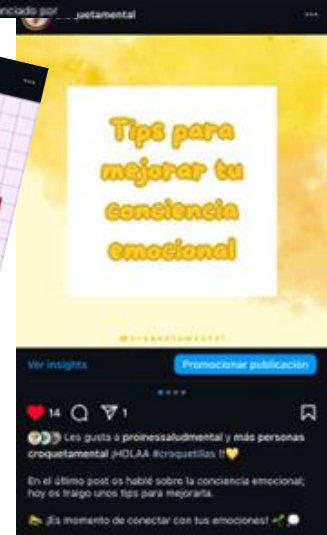 nciado por
uetamental
Tips para
mejorar tu
conciencia
emocional
@croquetamental
Ver insights
Promocionar publicación
14
1
Les gusta a proinessaludmental y más personas
croquetamental ¡HOLAA #croquetillas !!💛
En el último post os hablé sobre la conciencia emocional;
hoy os traigo unos tips para mejorarla.
¡Es momento de conectar con tus emociones!